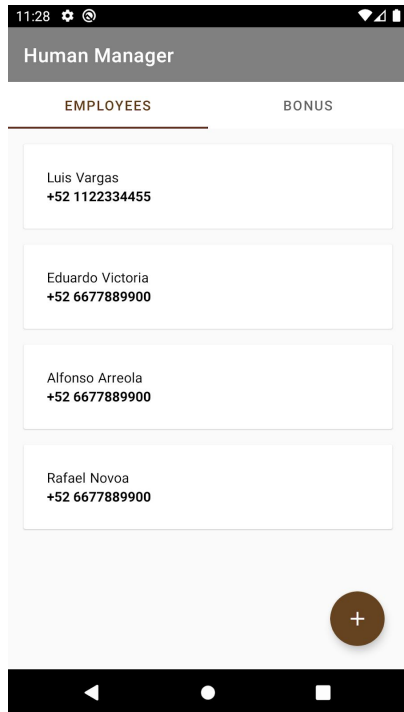 11:28
Human Manager
EMPLOYEES BONUS
Luis Vargas
+52 1122334455
Eduardo Victoria
+52 6677889900
Alfonso Arreola
+52 6677889900
Rafael Novoa
+52 6677889900
+